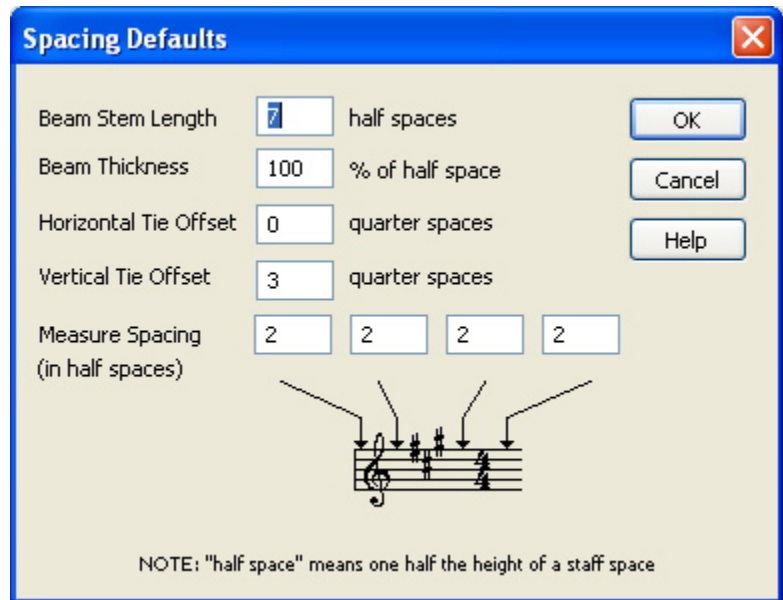 Spacing Defaults
Beam Stem Length 7 half spaces OK
Beam Thickness 100 % of half space Cancel
Horizontal Tie Offset 0 quarter spaces Help
Vertical Tie Offset 3 quarter spaces
Measure Spacing 2 2 2 2
(in half spaces)
4
4
NOTE: "half space" means one half the height of a staff space